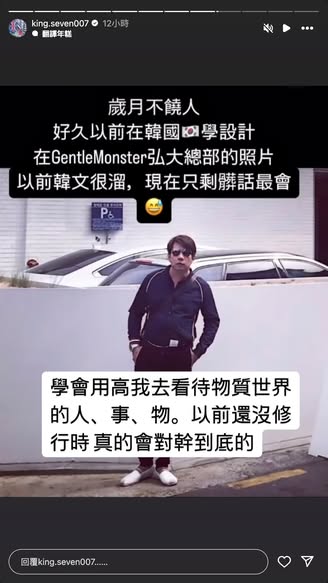 king.seven007 12小時
翻譯年糕
歲月不饒人
好久以前在韓國🇰🇷學設計
在GentleMonster弘大總部的照片
以前韓文很溜，現在只剩髒話最會
😅
學會用高我去看待物質世界
的人、事、物。以前還沒修
行時真的會對幹到底的
回覆king.seven007......